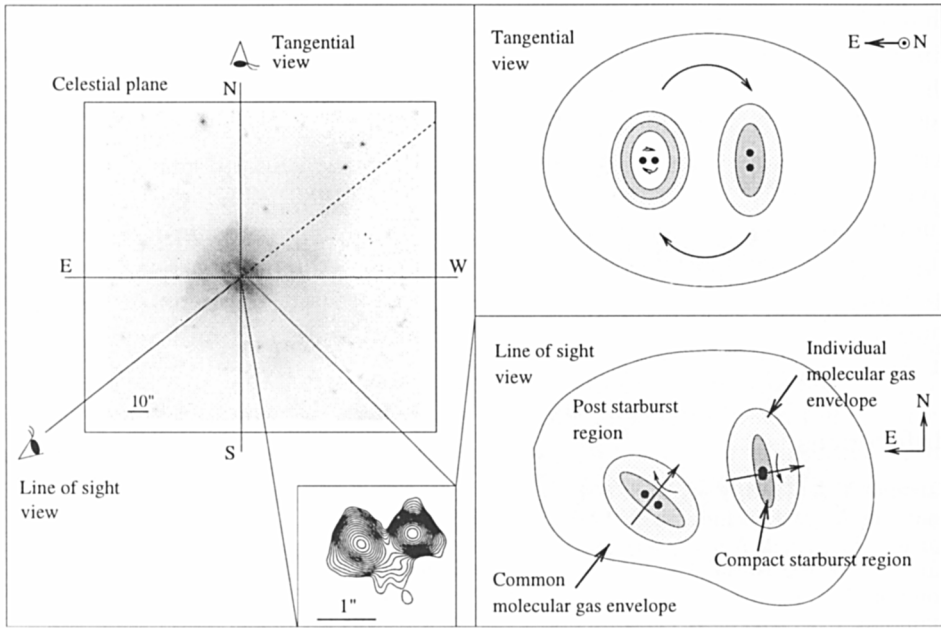 Tangential
view
N
Celestial plane
E
W
10"
S
Line of sight
view
1"
Tangential
view
E
N
Line of sight
view
Individual
molecular gas
envelope
Post starburst
region
N
E
Compact starburst region
Common
molecular gas envelope